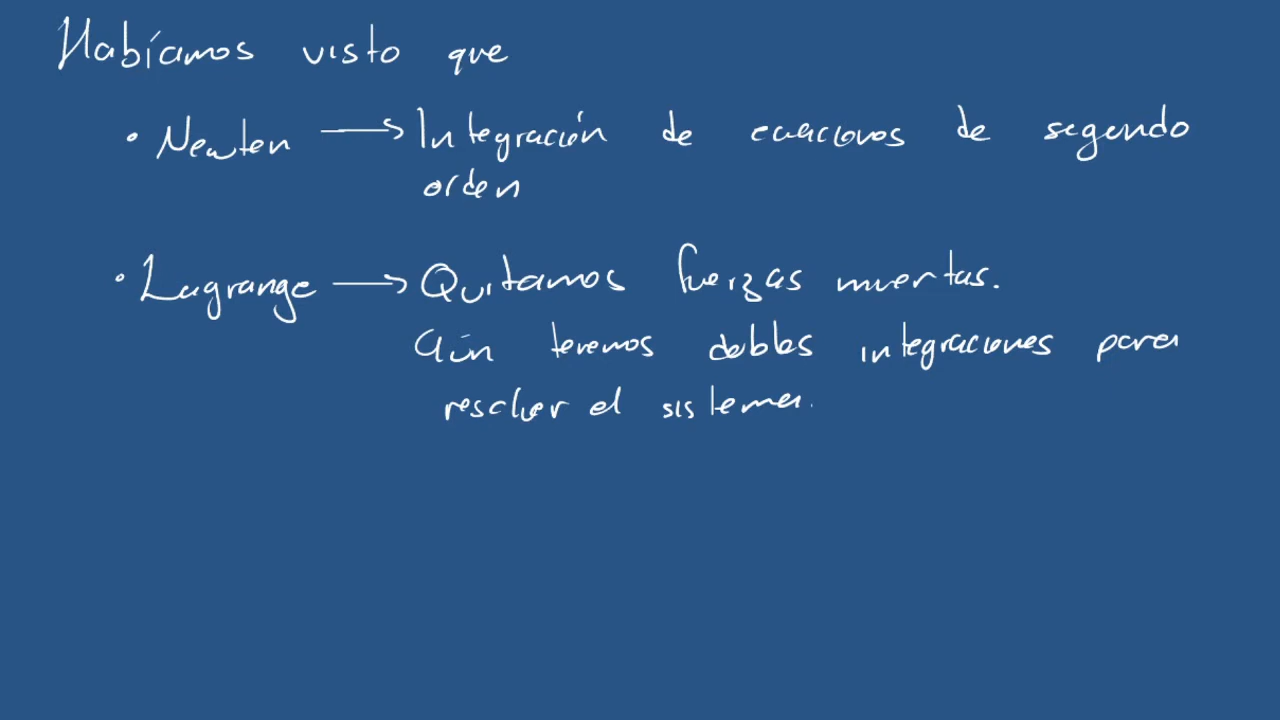 Habíamos visto que
• Newton → Integración de ecuaciones de segundo
orden
• Lagrange → Quitamos fuerzas muertas.
Aún tenemos dobles integraciones para
resolver el sistema.